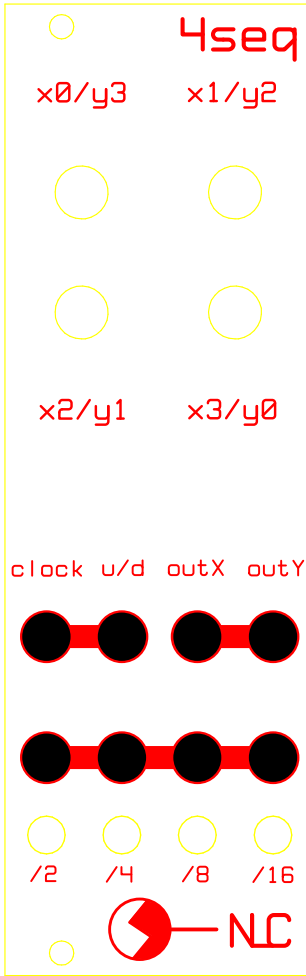 4seq
x0/y3 x1/y2
x2/y1 x3/y0
clock u/d outX outY
/2 /4 /8 /16
NLC